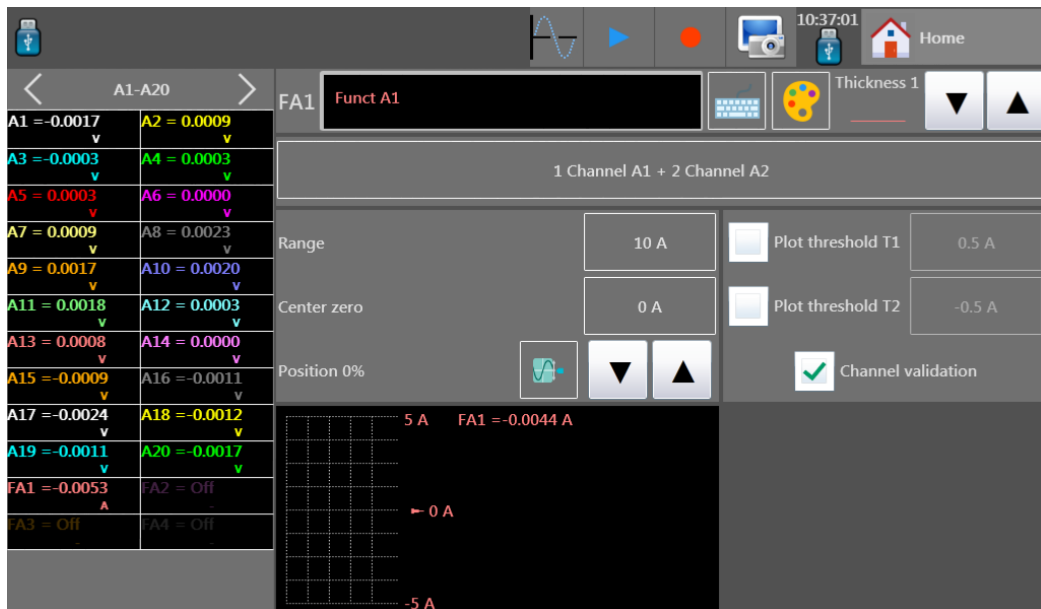 10:37:01
Home
A1-A20
FA1
Funct A1
Thickness 1
A1 =-0.0017
V
A2 = 0.0009
V
A3 =-0.0003
V
A4 = 0.0003
V
A5 = 0.0003
V
A6 = 0.0000
V
A7 = 0.0009
V
A8 = 0.0023
V
A9 = 0.0017
V
A10 = 0.0020
V
A11 = 0.0018
V
A12 = 0.0003
V
A13 = 0.0008
V
A14 = 0.0000
V
A15 =-0.0009
V
A16 =-0.0011
V
A17 =-0.0024
V
A18 =-0.0012
V
A19 =-0.0011
V
A20 =-0.0017
V
FA1 =-0.0053
A
FA2 = Off
-
FA3 = Off
-
FA4 = Off
-
1 Channel A1 + 2 Channel A2
Range
10 A
Center zero
0 A
Position 0%
Plot threshold T1
0.5 A
Plot threshold T2
-0.5 A
Channel validation
5 A
FA1 =-0.0044 A
0 A
-5 A